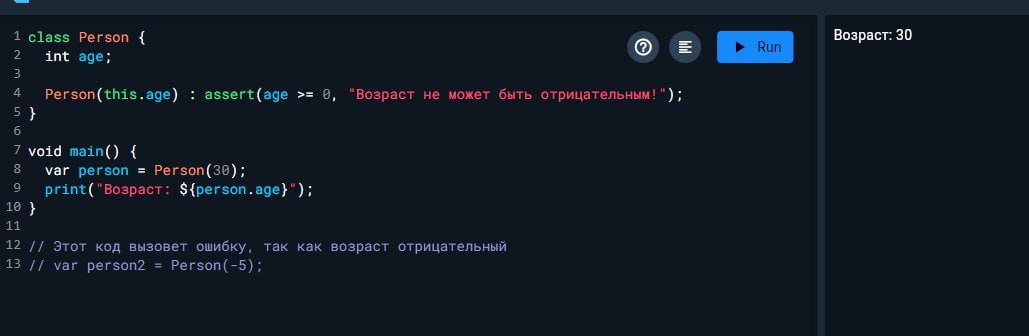 1 class Person {
2   int age;
3
4   Person(this.age) : assert(age >= 0, "Возраст не может быть отрицательным!");
5 }
6
7 void main() {
8   var person = Person(30);
9   print("Возраст: ${person.age}");
10 }
11
12 // Этот код вызовет ошибку, так как возраст отрицательный
13 // var person2 = Person(-5);
Run
Возраст: 30